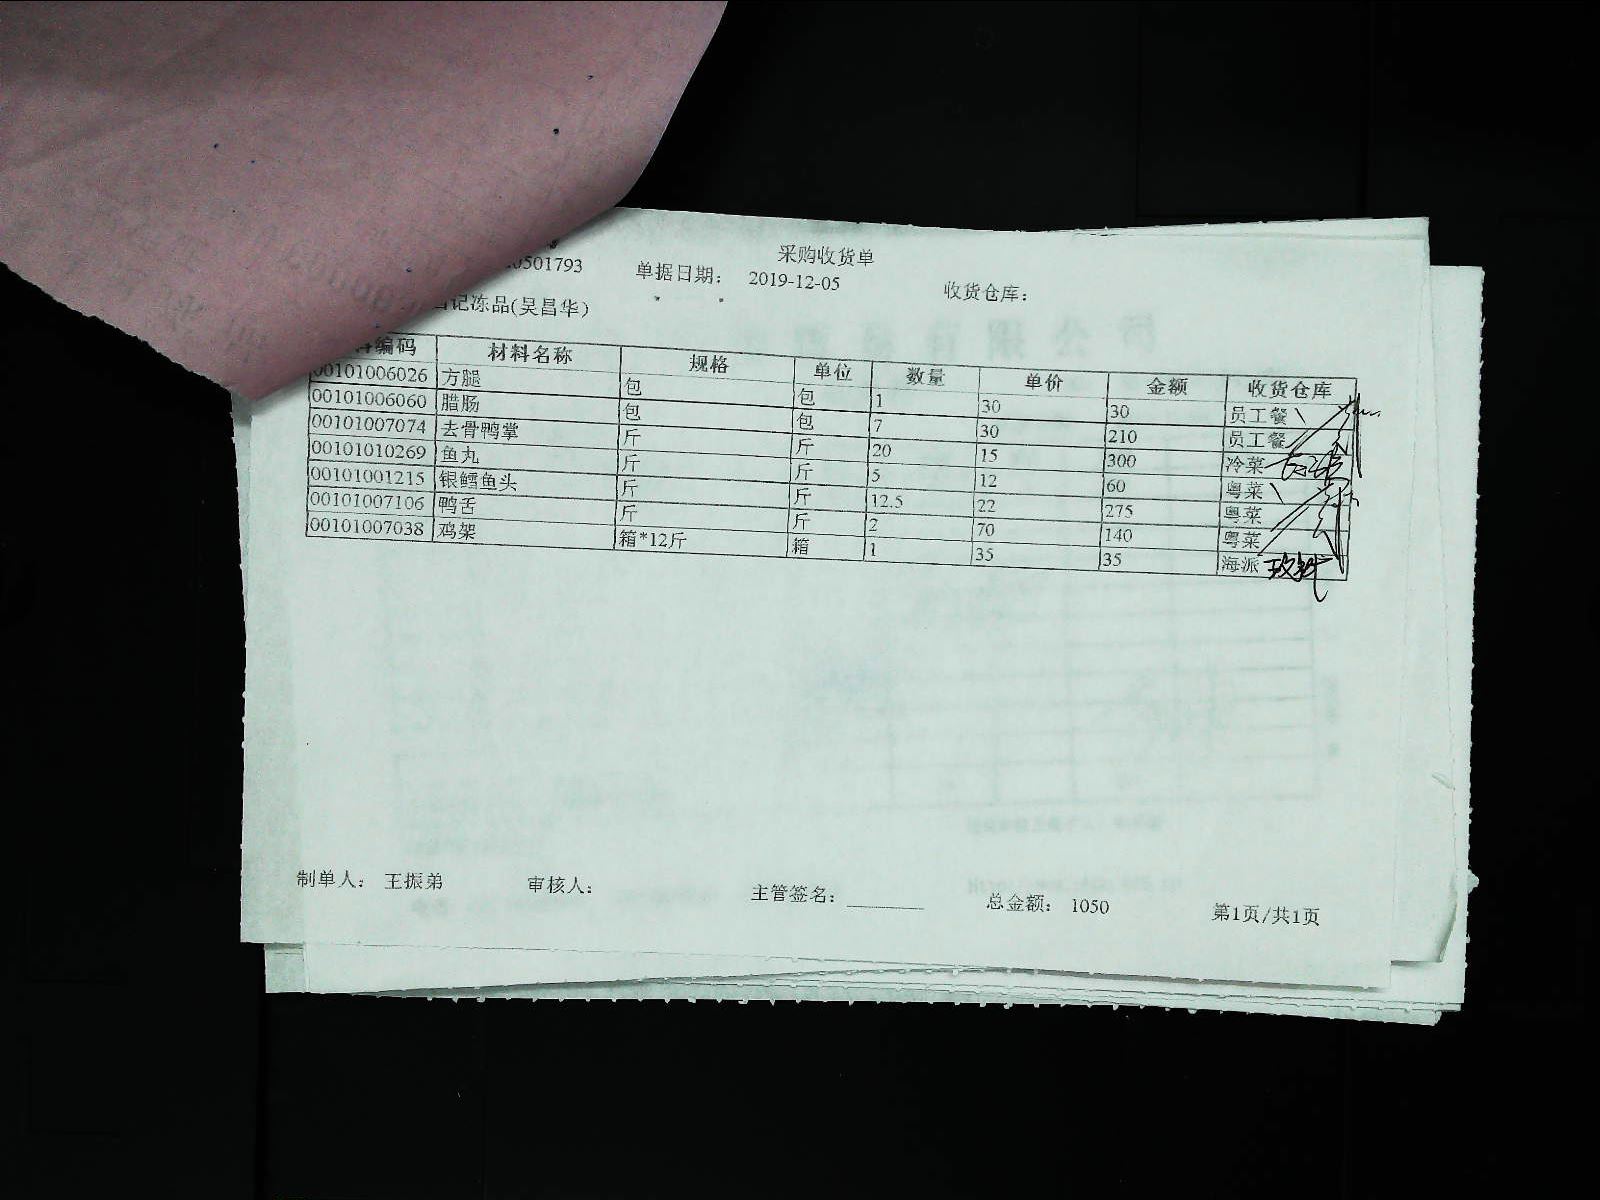 采购收货单
0501793 单据日期： 2019-12-05 收货仓库：
记冻品(吴昌华)
编码 材料名称 规格 单位 数量 单价 金额 收货仓库
00101006026 方腿 包 包 1 30 30 员工餐
00101006060 腊肠 包 包 7 30 210 员工餐
00101007074 去骨鸭掌 斤 斤 20 15 300 冷菜
00101010269 鱼丸 斤 斤 5 12 60 粤菜
00101001215 银鳕鱼头 斤 斤 12.5 22 275 粤菜
00101007106 鸭舌 斤 斤 2 70 140 粤菜
00101007038 鸡架 箱*12斤 箱 1 35 35 海派
制单人： 王振弟 审核人： 主管签名： 总金额： 1050 第1页/共1页